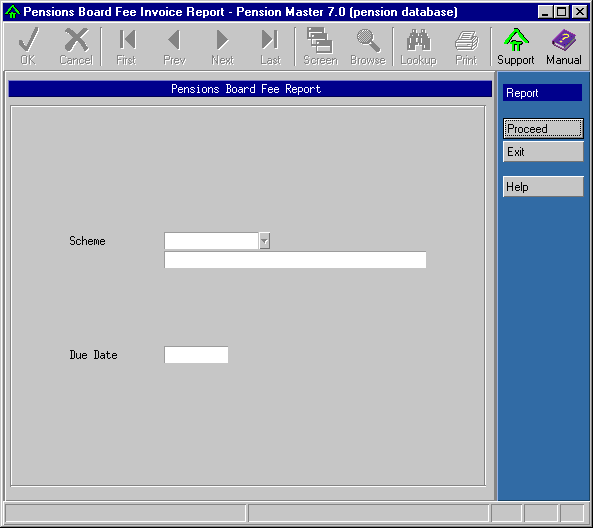 Pensions Board Fee Invoice Report - Pension Master 7.0 (pension database)
OK Cancel First Prev Next Last Screen Browse Lookup Print Support Manual
Pensions Board Fee Report
Report
Proceed
Exit
Help
Scheme
Due Date